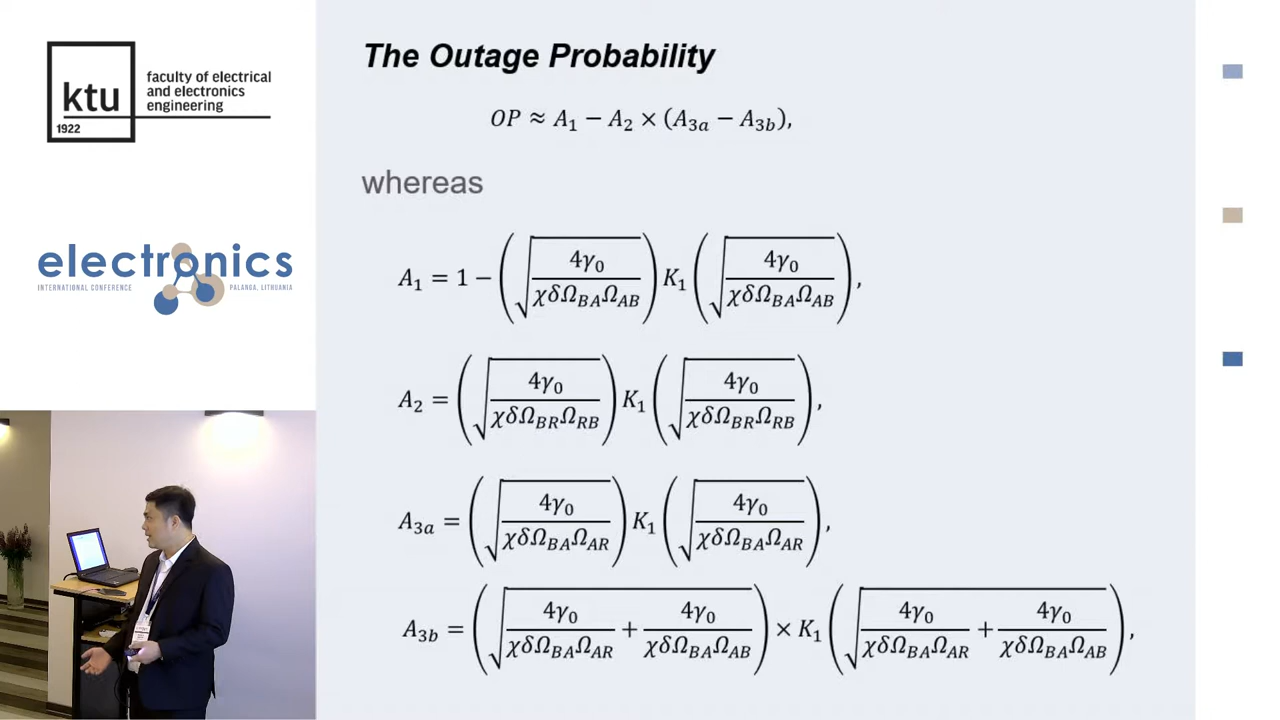 ktu
1922
faculty of electrical
and electronics
engineering
electronics
INTERNATIONAL CONFERENCE
PALANGA, LITHUANIA
The Outage Probability
OP ≈ A₁ − A₂ × (A₃ₐ − A₃b),
whereas
A₁ = 1 − (√(4γ₀/(χδΩ_BAΩ_AB))) K₁ (√(4γ₀/(χδΩ_BAΩ_AB))),
A₂ = (√(4γ₀/(χδΩ_BRΩ_RB))) K₁ (√(4γ₀/(χδΩ_BRΩ_RB))),
A₃ₐ = (√(4γ₀/(χδΩ_BAΩ_AR))) K₁ (√(4γ₀/(χδΩ_BAΩ_AR))),
A₃b = (√(4γ₀/(χδΩ_BAΩ_AR) + 4γ₀/(χδΩ_BAΩ_AB))) × K₁ (√(4γ₀/(χδΩ_BAΩ_AR) + 4γ₀/(χδΩ_BAΩ_AB))),